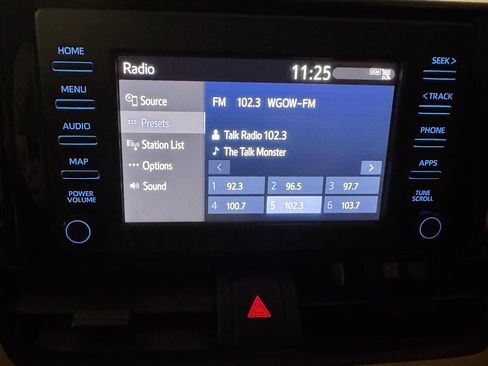 HOME
MENU
AUDIO
MAP
POWER
VOLUME
Radio
11:25
DCM
Source
Presets
Station List
Options
Sound
FM 102.3 WGOW-FM
Talk Radio 102.3
The Talk Monster
< >
1 92.3 2 96.5 3 97.7
4 100.7 5 102.3 6 103.7
SEEK>
<TRACK
PHONE
APPS
TUNE
SCROLL